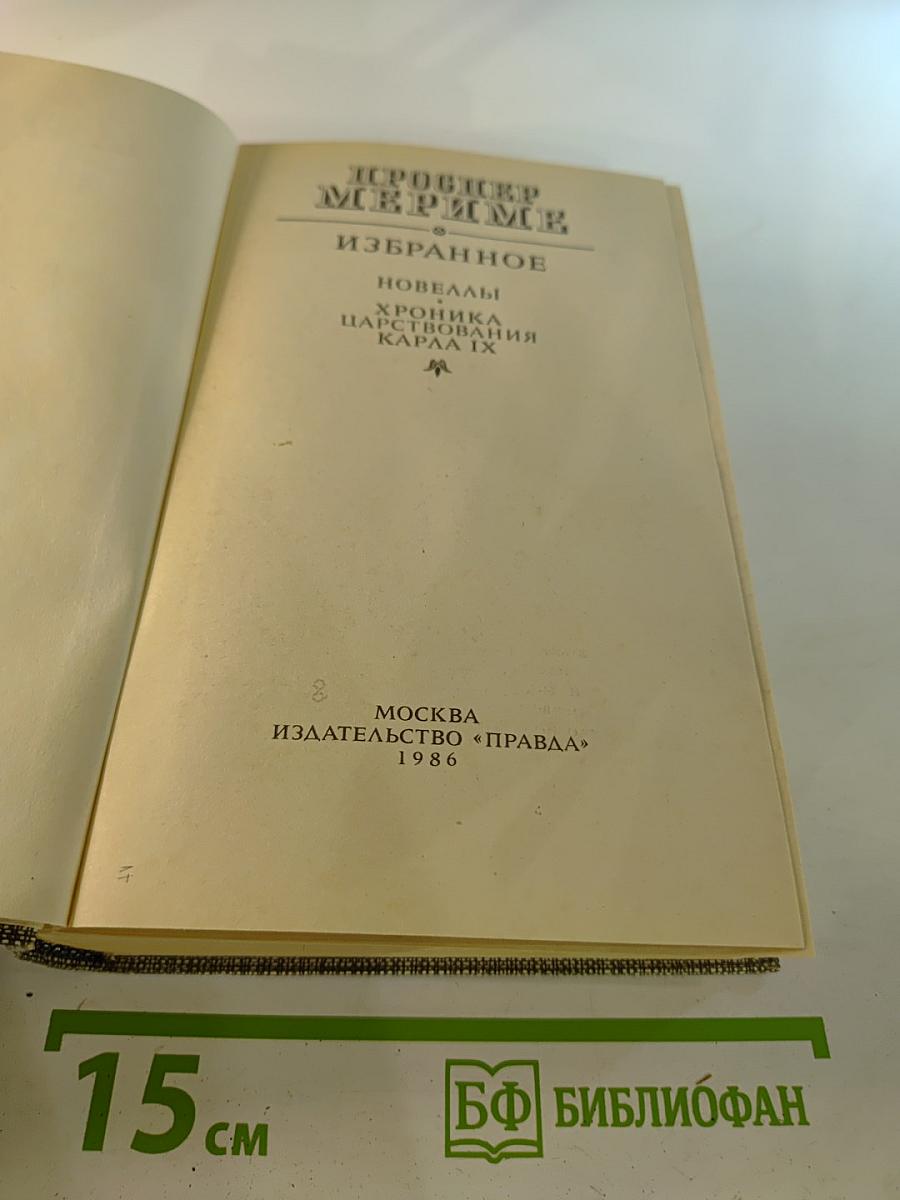 ПРОСПЕР
МЕРИМЕ
ИЗБРАННОЕ
НОВЕЛЛЫ
ХРОНИКА
ЦАРСТВОВАНИЯ
КАРЛА IX
МОСКВА
ИЗДАТЕЛЬСТВО «ПРАВДА»
1986
15 см
БФ БИБЛИОФАН